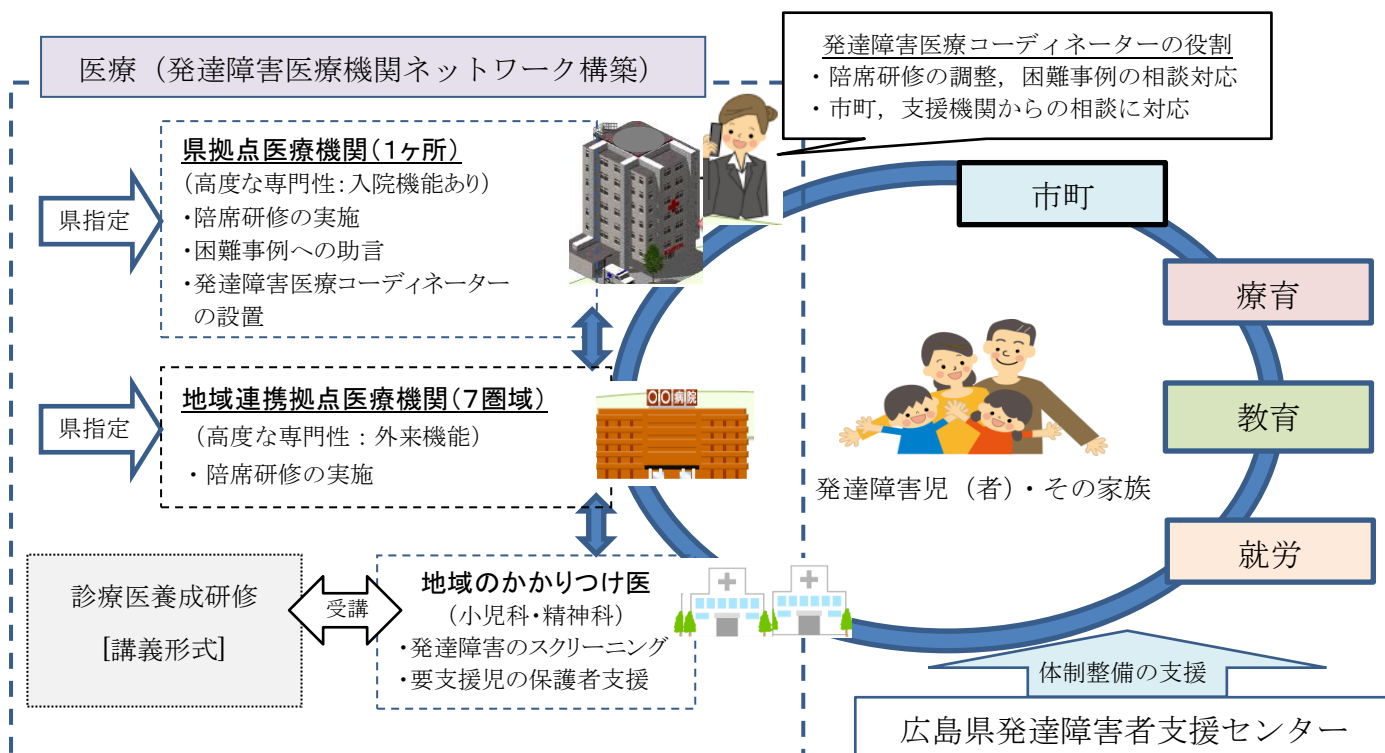 医療（発達障害医療機関ネットワーク構築）
発達障害医療コーディネーターの役割
・陪席研修の調整，困難事例の相談対応
・市町，支援機関からの相談に対応
県指定
県拠点医療機関（１ヶ所）
（高度な専門性：入院機能あり）
・陪席研修の実施
・困難事例への助言
・発達障害医療コーディネーター
の設置
県指定
地域連携拠点医療機関（７圏域）
（高度な専門性：外来機能）
・陪席研修の実施
〇〇病院
診療医養成研修
[講義形式]
受講
地域のかかりつけ医
（小児科・精神科）
・発達障害のスクリーニング
・要支援児の保護者支援
市町
療育
教育
就労
発達障害児（者）・その家族
体制整備の支援
広島県発達障害者支援センター